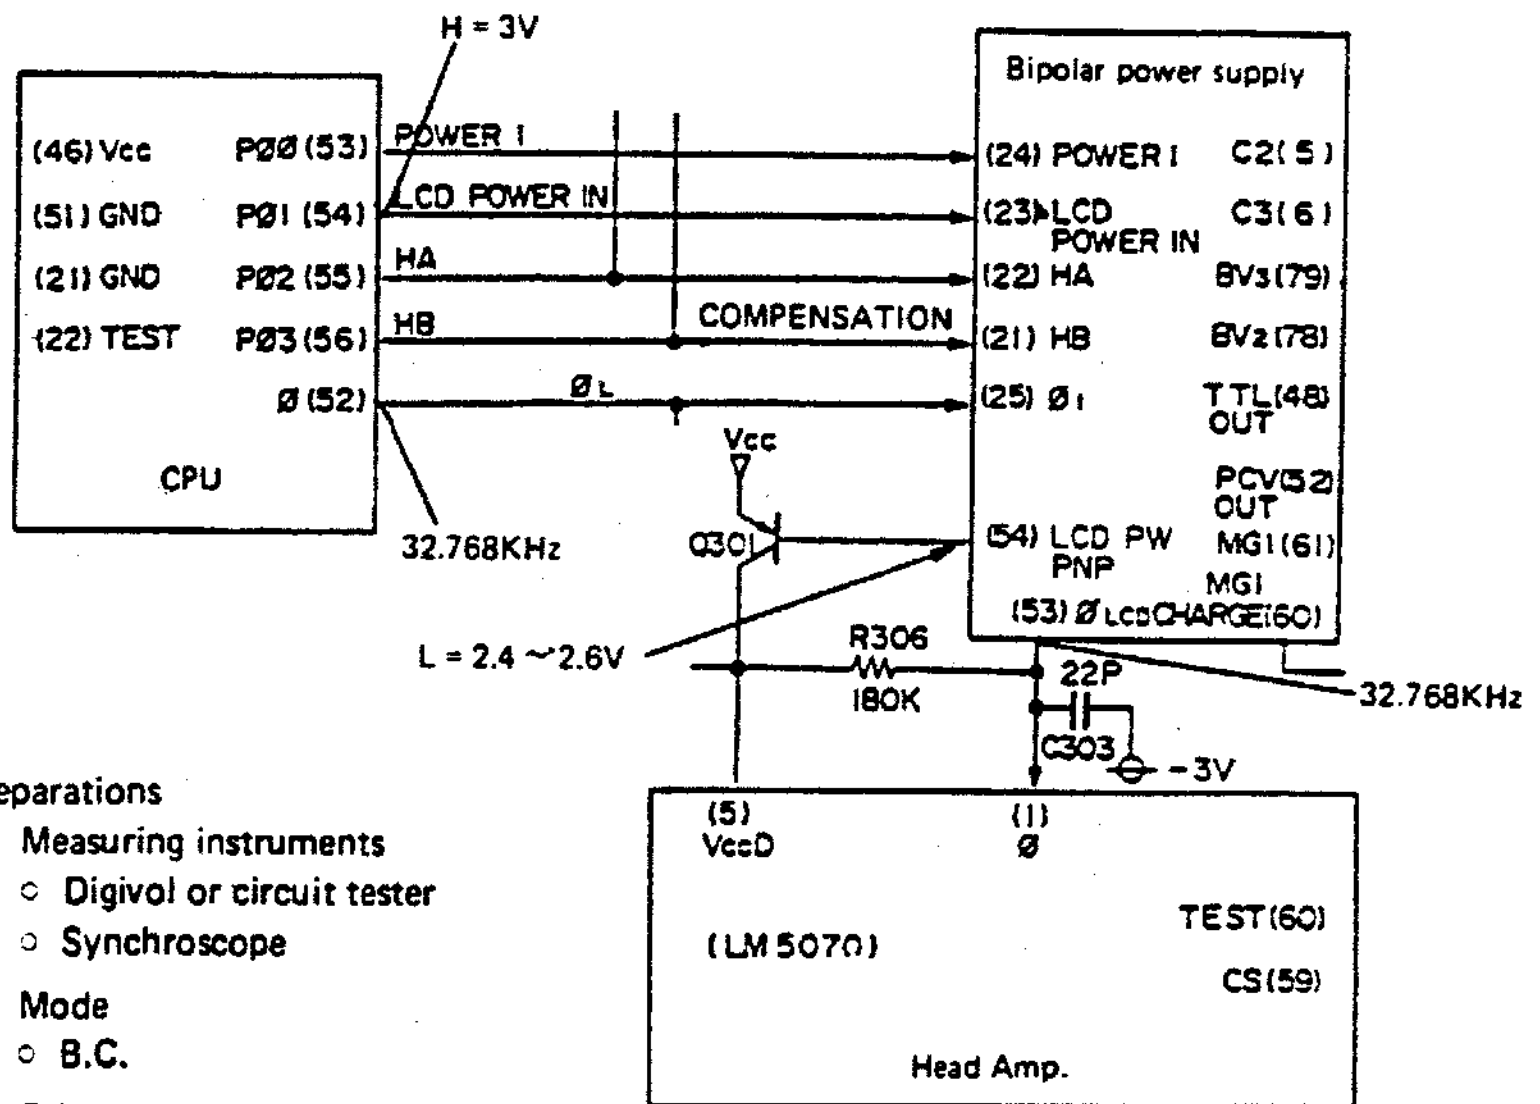 H = 3V
Bipolar power supply
(46) Vcc PØØ (53) POWER I (24) POWER I C2(5)
(51) GND PØ1 (54) LCD POWER IN (23) LCD POWER IN C3(6)
(21) GND PØ2 (55) HA (22) HA BV3(79)
(22) TEST PØ3 (56) HB COMPENSATION (21) HB BV2(78)
Ø (52) ØL (25) Ø1 TTL(48) OUT
CPU
32.768KHz
Vcc
Q301
PCV(52) OUT
(54) LCD PW PNP MG1(61)
MG1
(53) Ø LCD CHARGE(60)
L = 2.4 ~ 2.6V
R306
180K
22P
C303
-3V
32.768KHz
eparations
Measuring instruments
○ Digivol or circuit tester
○ Synchroscope
Mode
○ B.C.
(5) VccD
(1) Ø
(LM 5070)
TEST(60)
CS(59)
Head Amp.